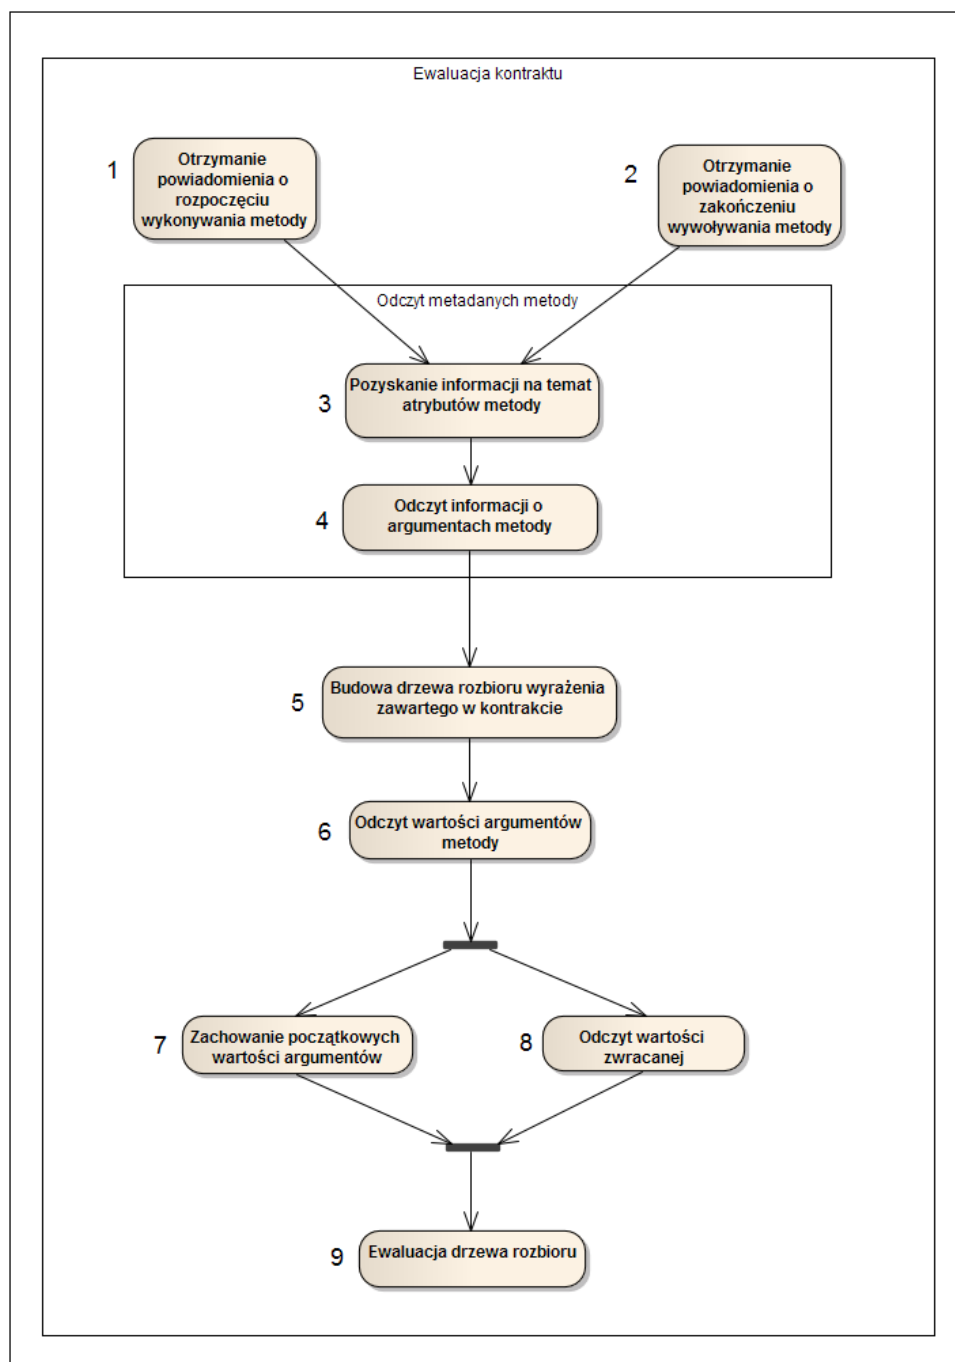 Ewaluacja kontraktu
1
Otrzymanie
powiadomienia o
rozpoczęciu
wykonywania metody
2
Otrzymanie
powiadomienia o
zakończeniu
wywoływania metody
Odczyt metadanych metody
3
Pozyskanie informacji na temat
atrybutów metody
4
Odczyt informacji o
argumentach metody
5
Budowa drzewa rozbioru wyrażenia
zawartego w kontrakcie
6
Odczyt wartości argumentów
metody
7
Zachowanie początkowych
wartości argumentów
8
Odczyt wartości
zwracanej
9
Ewaluacja drzewa rozbioru